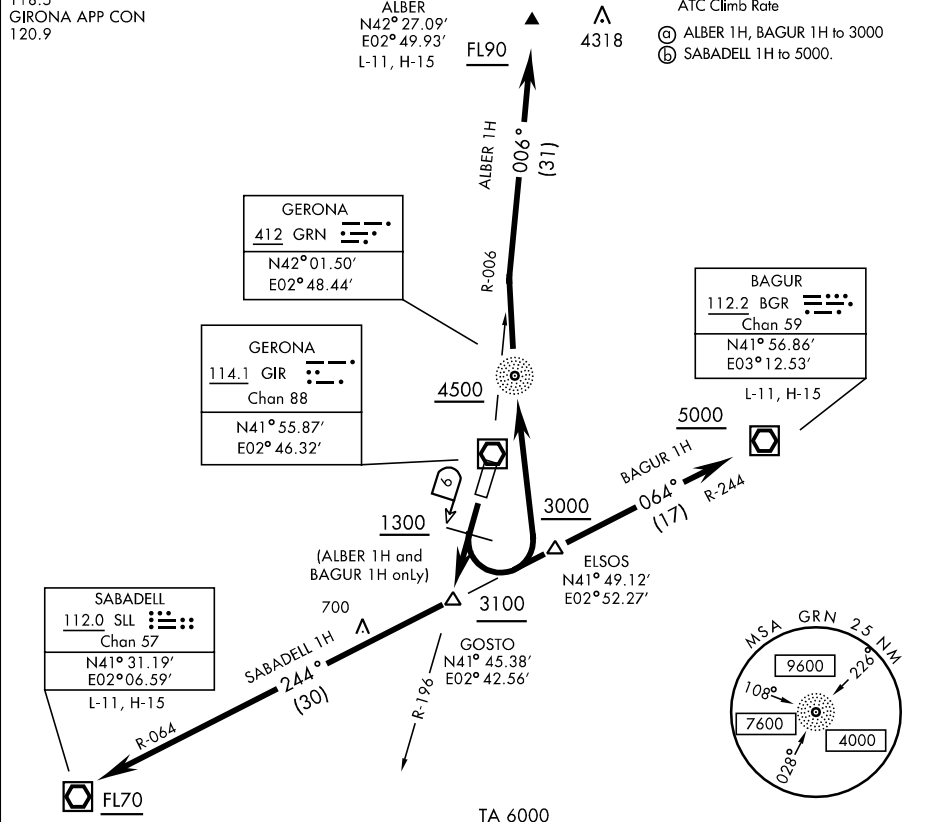 118.5
GIRONA APP CON
120.9
ALBER
N42° 27.09'
E02° 49.93'
L-11, H-15
FL90
4318
ATC Climb Rate
ⓐ ALBER 1H, BAGUR 1H to 3000
ⓑ SABADELL 1H to 5000.
ALBER 1H
006°
(31)
R-006
GERONA
412 GRN
N42° 01.50'
E02° 48.44'
GERONA
114.1 GIR
Chan 88
N41° 55.87'
E02° 46.32'
BAGUR
112.2 BGR
Chan 59
N41° 56.86'
E03° 12.53'
L-11, H-15
4500
5000
BAGUR 1H
064°
(17)
R-244
3000
1300
(ALBER 1H and
BAGUR 1H onLy)
ELSOS
N41° 49.12'
E02° 52.27'
3100
GOSTO
N41° 45.38'
E02° 42.56'
SABADELL
112.0 SLL
Chan 57
N41° 31.19'
E02° 06.59'
L-11, H-15
700
SABADELL 1H
244°
(30)
R-064
R-196
FL70
MSA GRN 25 NM
9600
226°
108°
7600
4000
028°
TA 6000